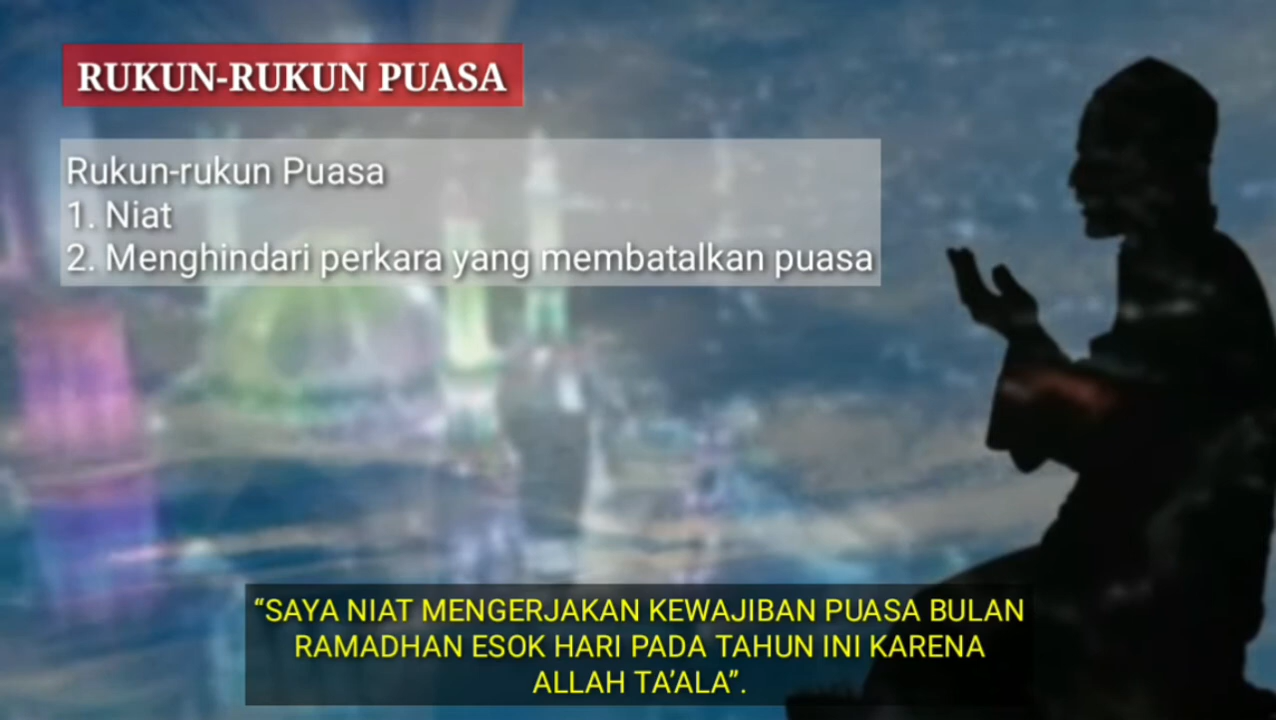 RUKUN-RUKUN PUASA
Rukun-rukun Puasa
1. Niat
2. Menghindari perkara yang membatalkan puasa
“SAYA NIAT MENGERJAKAN KEWAJIBAN PUASA BULAN
RAMADHAN ESOK HARI PADA TAHUN INI KARENA
ALLAH TA’ALA”.